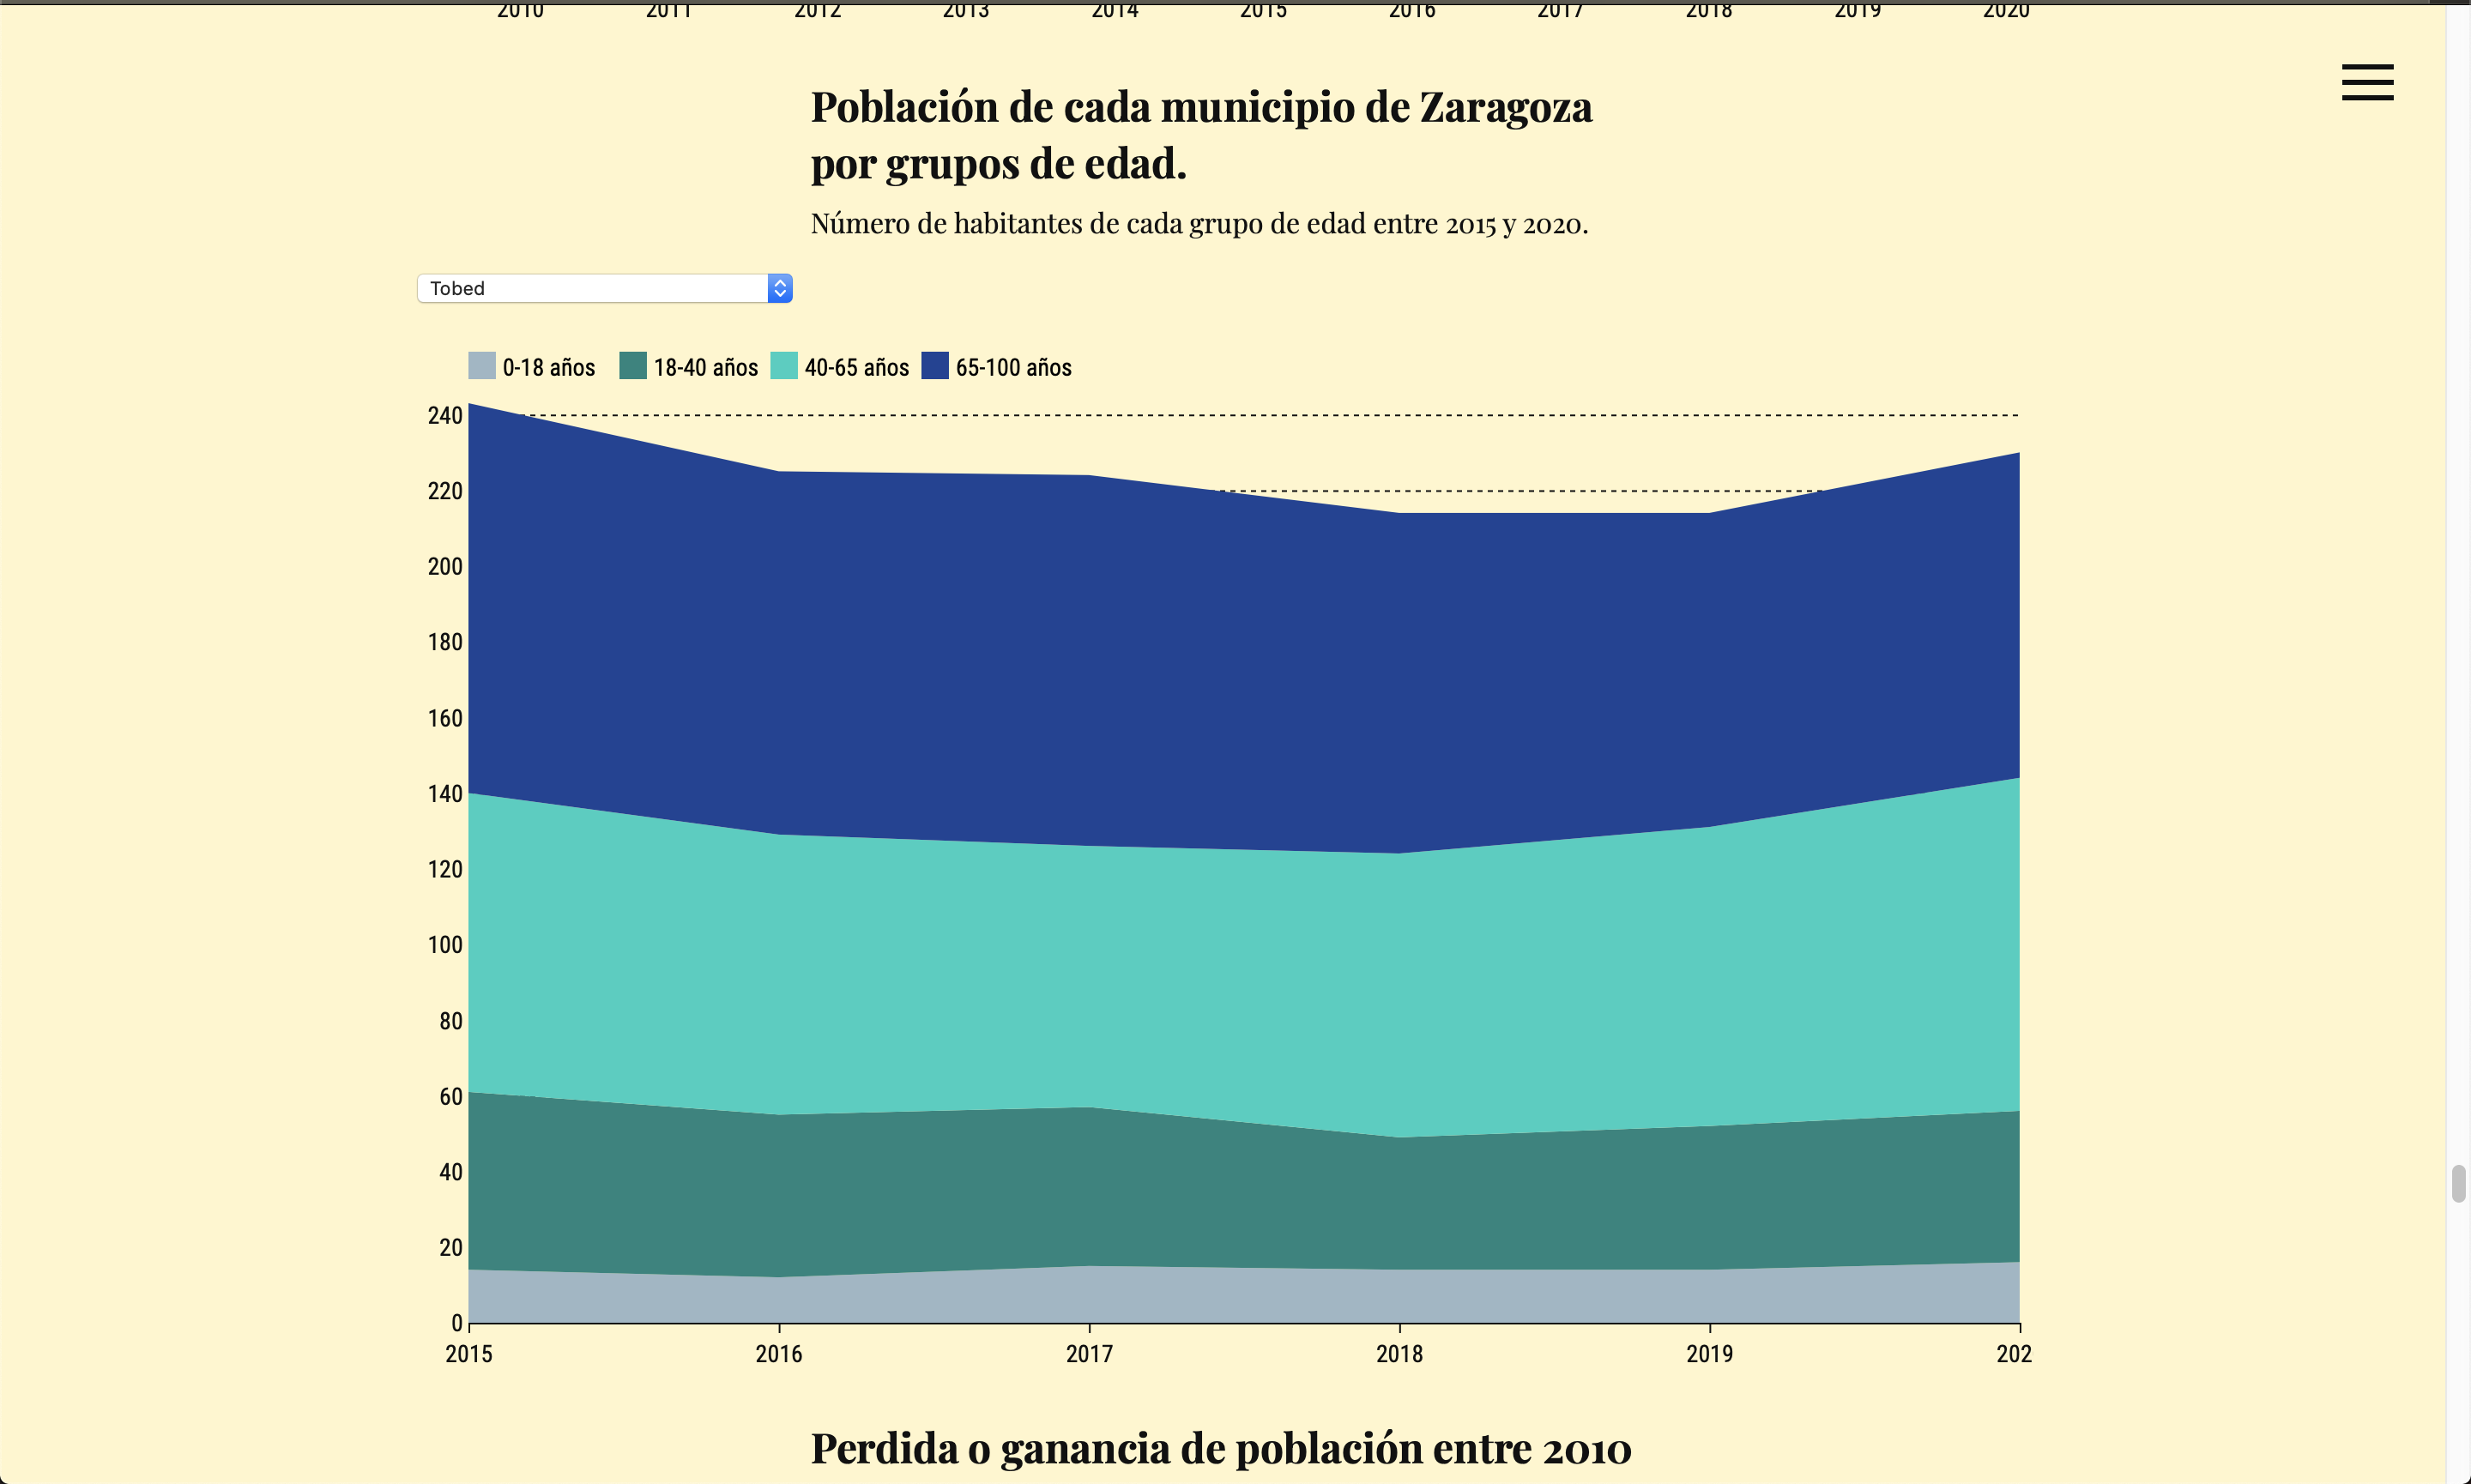 2010 2011 2012 2013 2014 2015 2016 2017 2018 2019 2020
Población de cada municipio de Zaragoza
por grupos de edad.
Número de habitantes de cada grupo de edad entre 2015 y 2020.
Tobed
0-18 años 18-40 años 40-65 años 65-100 años
240
220
200
180
160
140
120
100
80
60
40
20
0
2015 2016 2017 2018 2019 202
Perdida o ganancia de población entre 2010